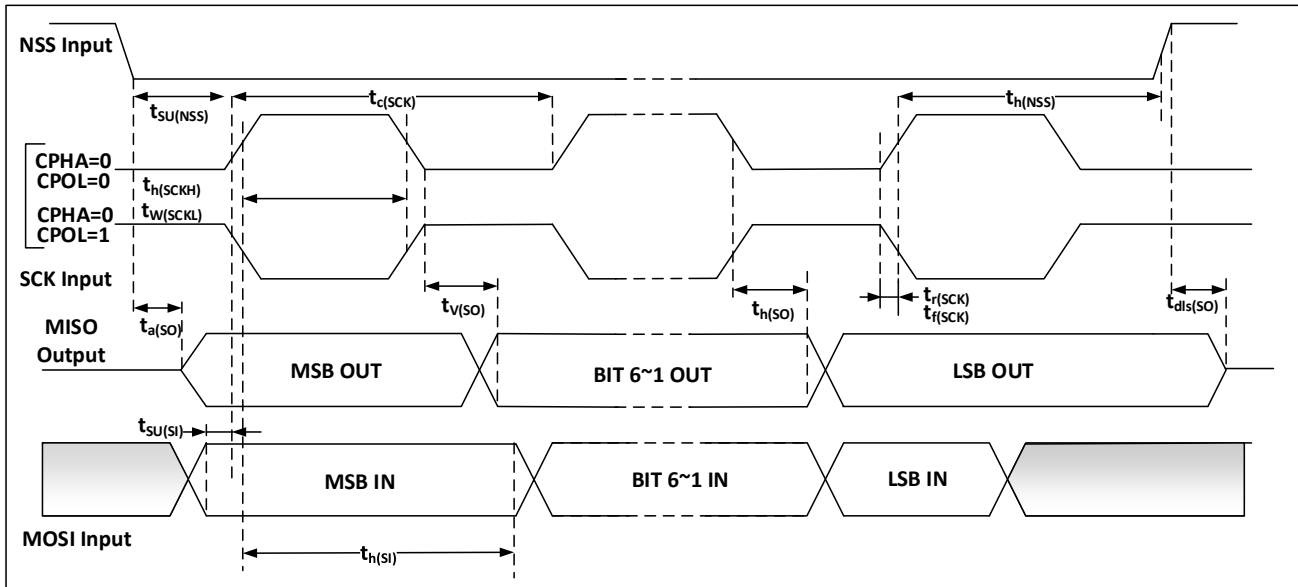 NSS Input
tSU(NSS)
tc(SCK)
th(NSS)
CPHA=0
CPOL=0
th(SCKH)
CPHA=0
tW(SCKL)
CPOL=1
SCK Input
ta(SO)
tV(SO)
th(SO)
tr(SCK)
tf(SCK)
tdIs(SO)
MISO
Output
MSB OUT
BIT 6~1 OUT
LSB OUT
tSU(SI)
MSB IN
BIT 6~1 IN
LSB IN
MOSI Input
th(SI)